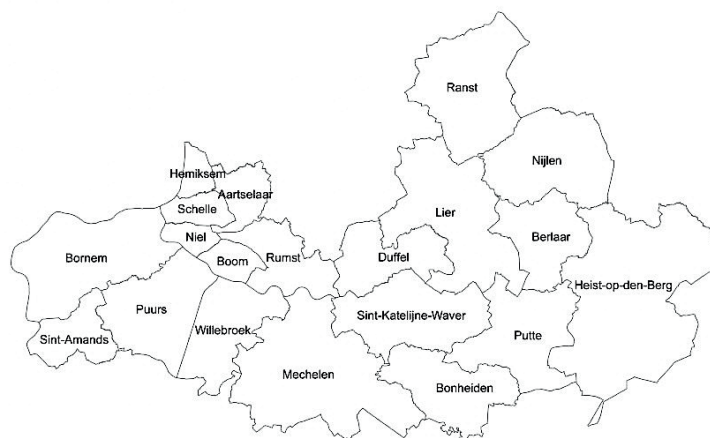 Ranst
Nijlen
Hemiksem
Aartselaar
Schelle
Lier
Niel
Berlaar
Rumst
Duffel
Bornem
Boom
Heist-op-den-Berg
Puurs
Sint-Katelijne-Waver
Willebroek
Putte
Sint-Amands
Mechelen
Bonheiden